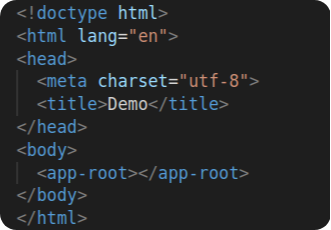 <!doctype html>
<html lang="en">
<head>
  <meta charset="utf-8">
  <title>Demo</title>
</head>
<body>
  <app-root></app-root>
</body>
</html>